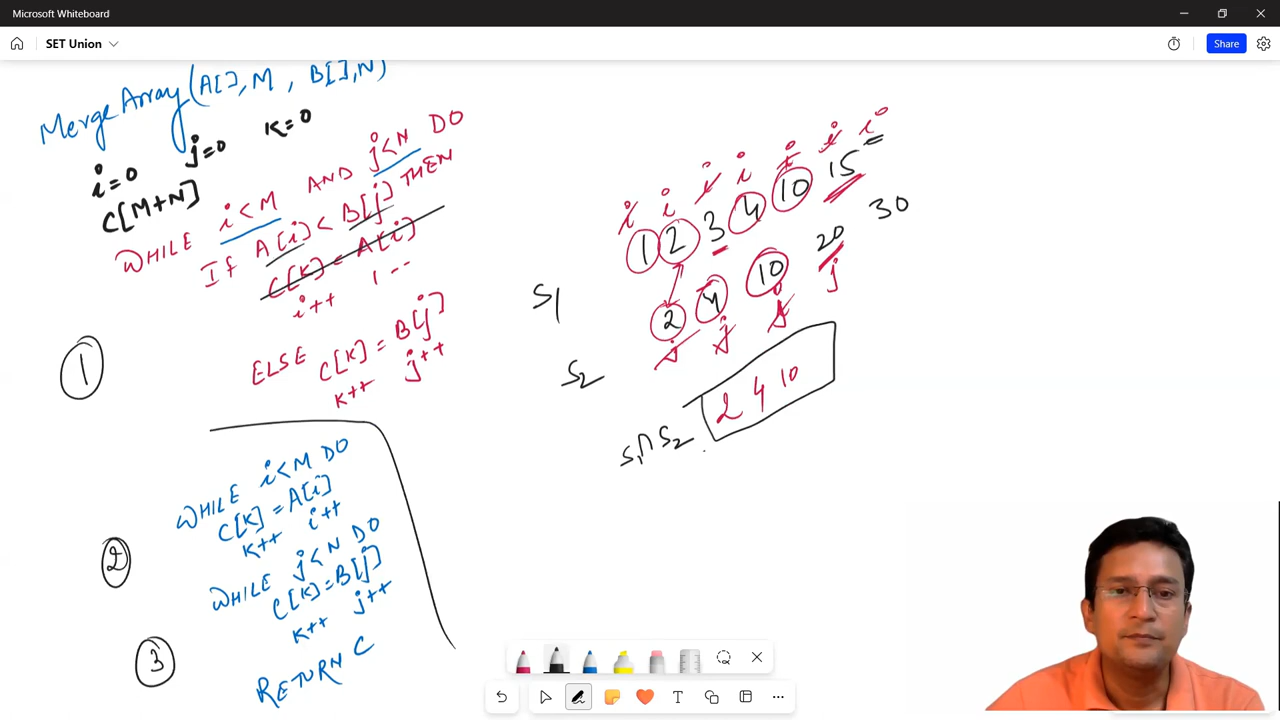 Microsoft Whiteboard
SET Union
Share
MergeArray(A[],M, B[],N)
i=0 j=0 K=0
C[M+N]
WHILE i<M AND j<N DO
If A[i] < B[j] THEN
C[K] = A[i]
i++ 1 --
ELSE C[K] = B[j]
K++ j++
1
WHILE i<M DO
C[K] = A[i]
K++ i++
2
WHILE j<N DO
C[K] = B[j]
K++ j++
3
RETURN C
i i i i i i i
S1 1 2 3 4 10 15 30
S2 2 4 10 20
j j j j
S1∩S2 2 4 10
T